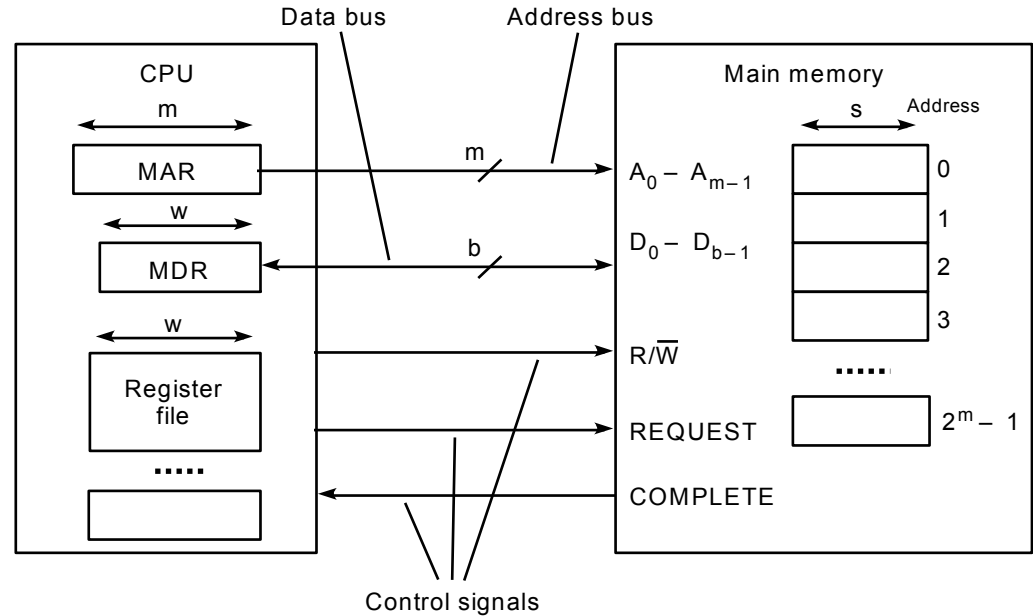 Data bus
Address bus
CPU
Main memory
m
s
Address
MAR
m
A0 – Am–1
0
w
1
MDR
b
D0 – Db–1
2
3
w
R/W̅
Register
file
.....
REQUEST
2^m – 1
.....
COMPLETE
Control signals